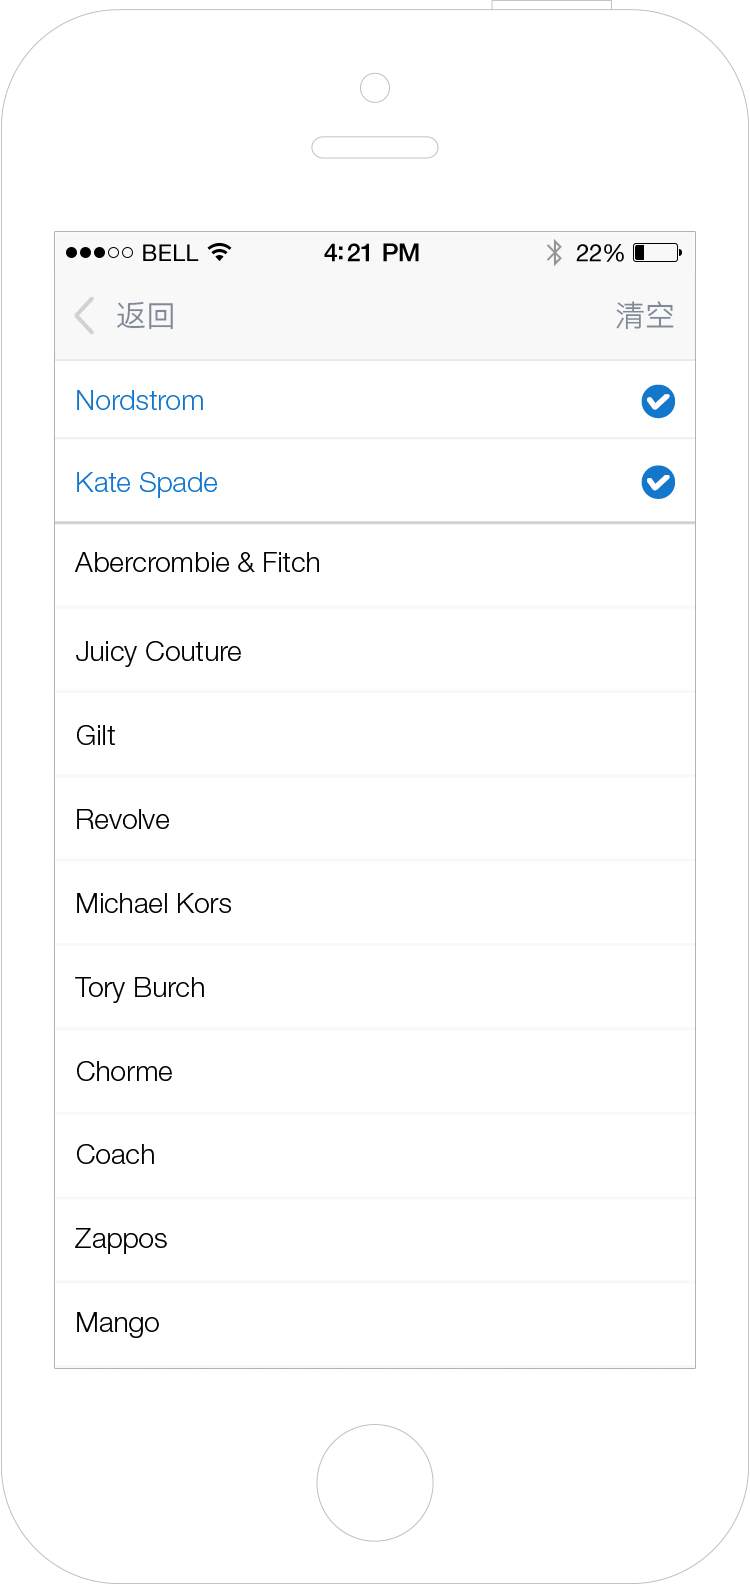 BELL 4:21 PM 22%
返回 清空
Nordstrom
Kate Spade
Abercrombie & Fitch
Juicy Couture
Gilt
Revolve
Michael Kors
Tory Burch
Chorme
Coach
Zappos
Mango